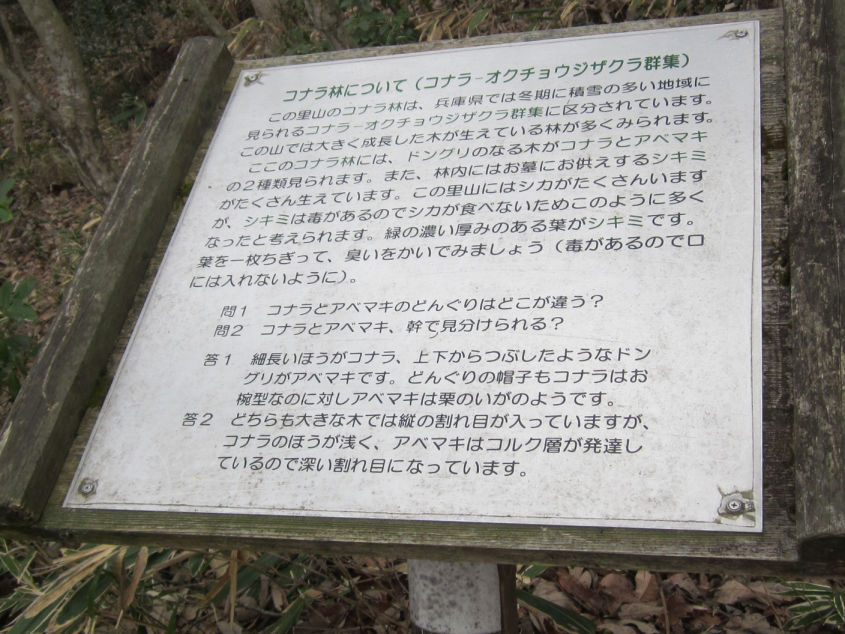 コナラ林について（コナラ－オクチョウジザクラ群集）
この里山のコナラ林は、兵庫県では冬期に積雪の多い地域に
見られるコナラ－オクチョウジザクラ群集に区分されています。
この山では大きく成長した木が生えている林が多くみられます。
ここのコナラ林には、ドングリのなる木がコナラとアベマキ
の２種類見られます。また、林内にはお墓にお供えするシキミ
がたくさん生えています。この里山にはシカがたくさんいます
が、シキミは毒があるのでシカが食べないためこのように多く
なったと考えられます。緑の濃い厚みのある葉がシキミです。
葉を一枚ちぎって、臭いをかいでみましょう（毒があるので口
には入れないように）。
問１　コナラとアベマキのどんぐりはどこが違う？
問２　コナラとアベマキ、幹で見分けられる？
答１　細長いほうがコナラ、上下からつぶしたようなドン
グリがアベマキです。どんぐりの帽子もコナラはお
椀型なのに対しアベマキは栗のいがのようです。
答２　どちらも大きな木では縦の割れ目が入っていますが、
コナラのほうが浅く、アベマキはコルク層が発達し
ているので深い割れ目になっています。